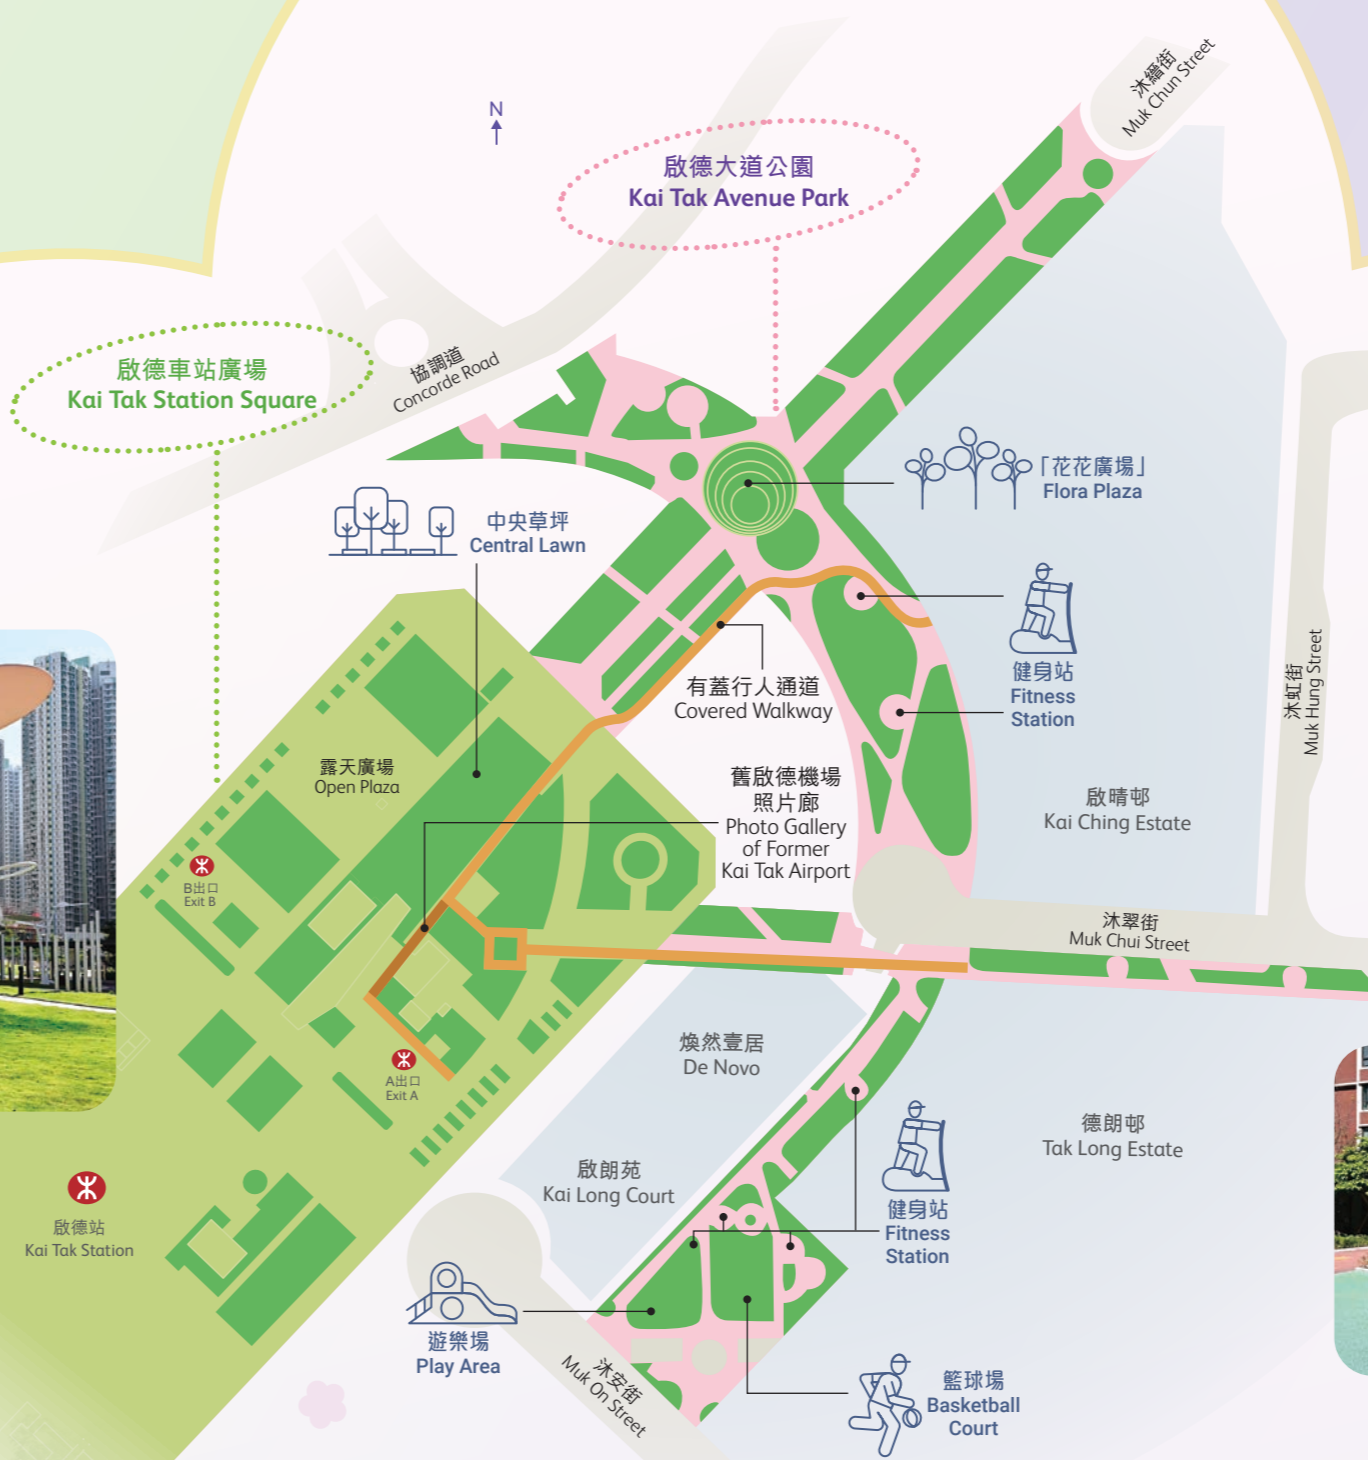 沐縉街
Muk Chun Street
N
啟德大道公園
Kai Tak Avenue Park
協調道
Concorde Road
啟德車站廣場
Kai Tak Station Square
「花花廣場」
Flora Plaza
中央草坪
Central Lawn
健身站
Fitness
Station
有蓋行人通道
Covered Walkway
沐虹街
Muk Hung Street
露天廣場
Open Plaza
舊啟德機場
照片廊
Photo Gallery
of Former
Kai Tak Airport
啟晴邨
Kai Ching Estate
B出口
Exit B
沐翠街
Muk Chui Street
煥然壹居
De Novo
A出口
Exit A
德朗邨
Tak Long Estate
啟朗苑
Kai Long Court
啟德站
Kai Tak Station
健身站
Fitness
Station
遊樂場
Play Area
沐安街
Muk On Street
籃球場
Basketball
Court